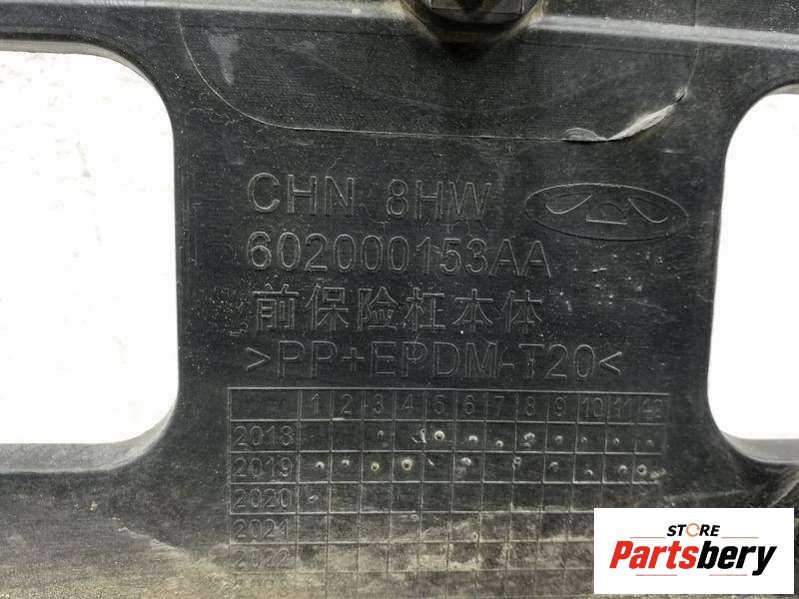 CHN 8HW
602000153AA
前保险杠本体
>PP+EPDM-T20<
1 2 3 4 5 6 7 8 9 10 11 12
2018
2019
2020
2021
2022
STORE
Partsbery